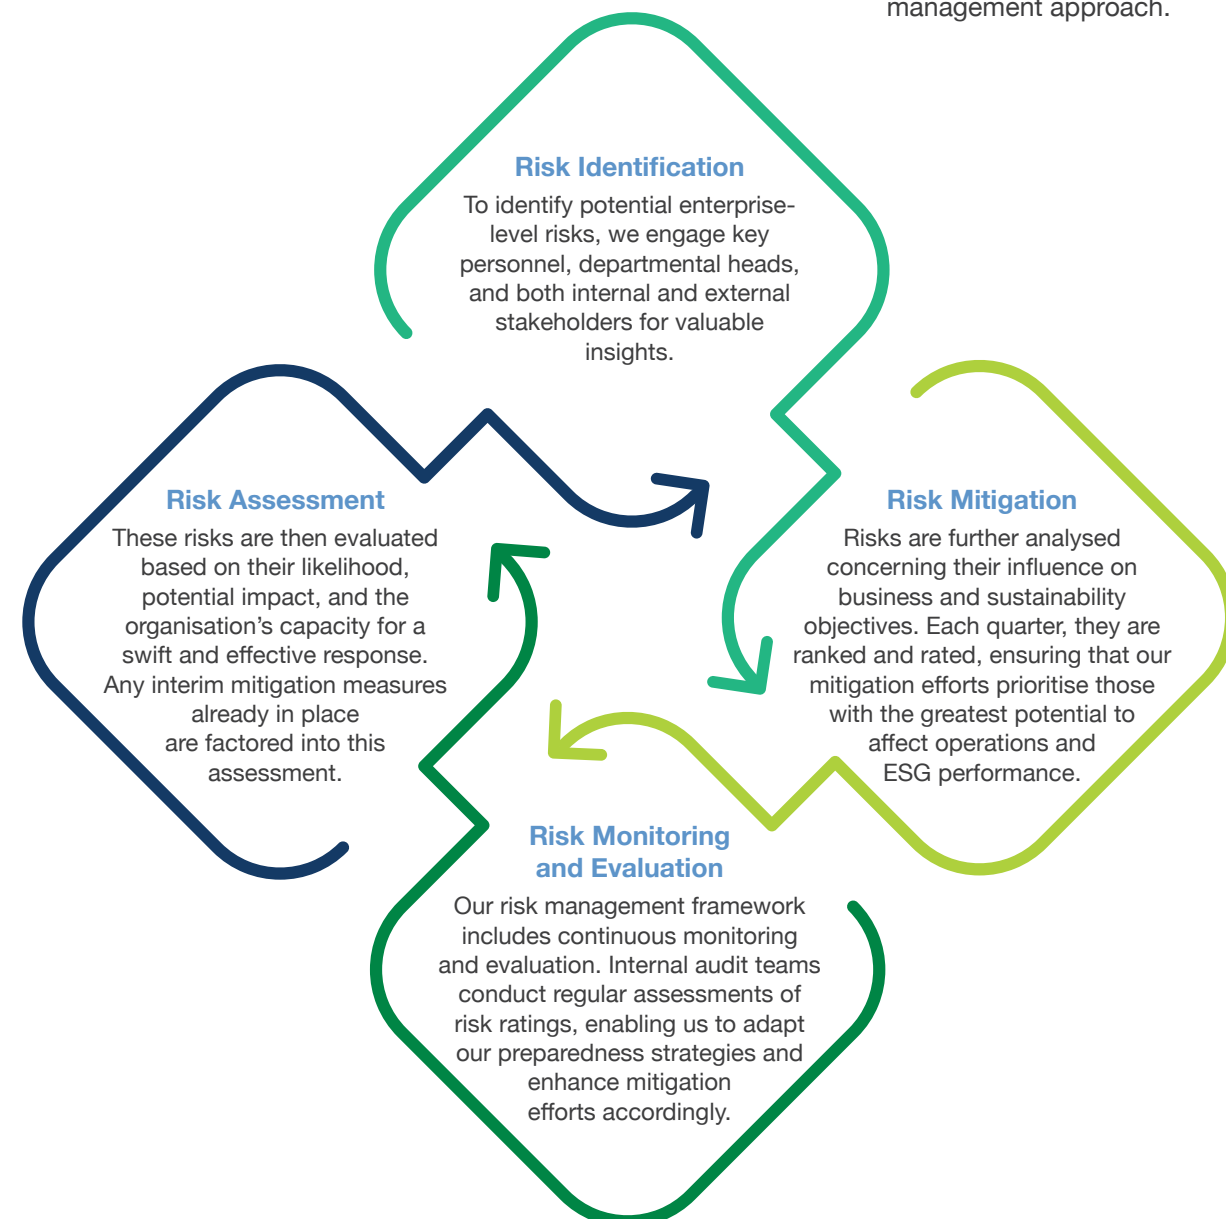 management approach.
Risk Identification
To identify potential enterprise-
level risks, we engage key
personnel, departmental heads,
and both internal and external
stakeholders for valuable
insights.
Risk Assessment
These risks are then evaluated
based on their likelihood,
potential impact, and the
organisation’s capacity for a
swift and effective response.
Any interim mitigation measures
already in place
are factored into this
assessment.
Risk Mitigation
Risks are further analysed
concerning their influence on
business and sustainability
objectives. Each quarter, they are
ranked and rated, ensuring that our
mitigation efforts prioritise those
with the greatest potential to
affect operations and
ESG performance.
Risk Monitoring
and Evaluation
Our risk management framework
includes continuous monitoring
and evaluation. Internal audit teams
conduct regular assessments of
risk ratings, enabling us to adapt
our preparedness strategies and
enhance mitigation
efforts accordingly.